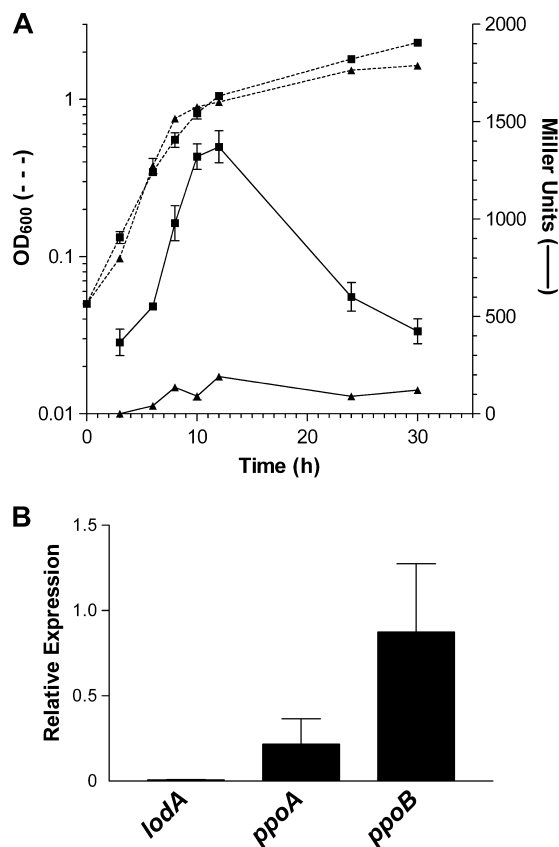 A
OD600 (- - -)
1
0.1
0.01
2000
1500
1000
500
0
Miller Units (——)
0
10
20
30
Time (h)
B
Relative Expression
1.5
1.0
0.5
0
lodA
ppoA
ppoB